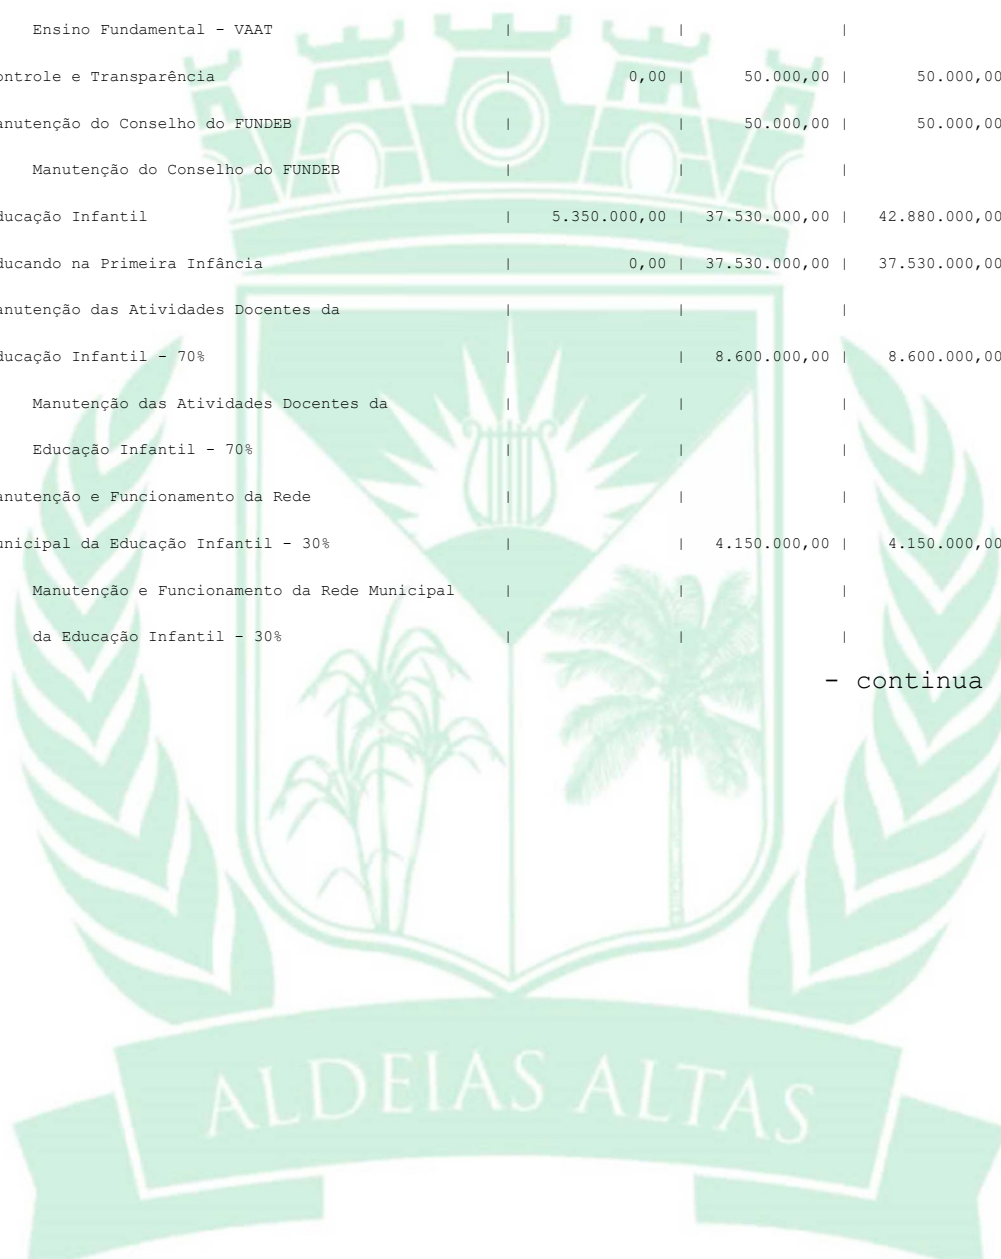 Ensino Fundamental - VAAT | | |
ontrole e Transparência | 0,00 | 50.000,00 | 50.000,00
anutenção do Conselho do FUNDEB | | 50.000,00 | 50.000,00
Manutenção do Conselho do FUNDEB | | |
ducação Infantil | 5.350.000,00 | 37.530.000,00 | 42.880.000,00
ducando na Primeira Infância | 0,00 | 37.530.000,00 | 37.530.000,00
anutenção das Atividades Docentes da | | |
ducação Infantil - 70% | | 8.600.000,00 | 8.600.000,00
Manutenção das Atividades Docentes da | | |
Educação Infantil - 70% | | |
anutenção e Funcionamento da Rede | | |
unicipal da Educação Infantil - 30% | | 4.150.000,00 | 4.150.000,00
Manutenção e Funcionamento da Rede Municipal | | |
da Educação Infantil - 30% | | |
- continua
ALDEIAS ALTAS